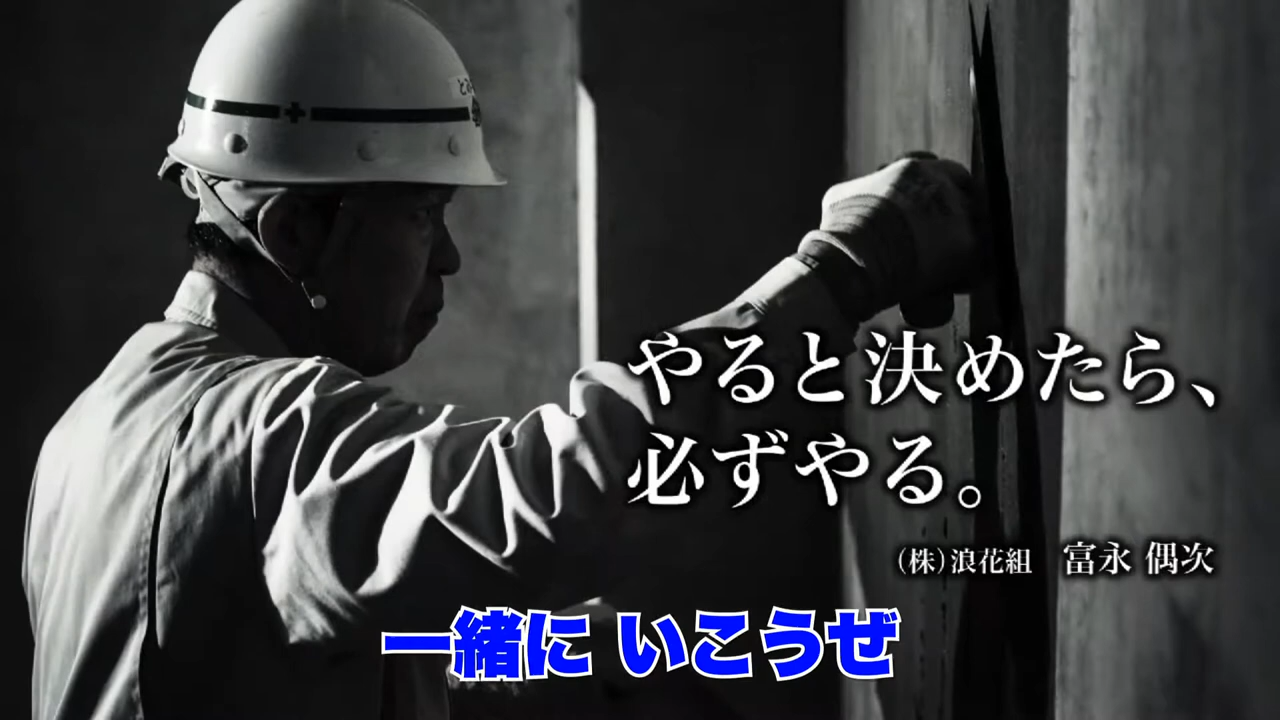 やると決めたら、
必ずやる。
（株）浪花組　富永 偶次
一緒に いこうぜ